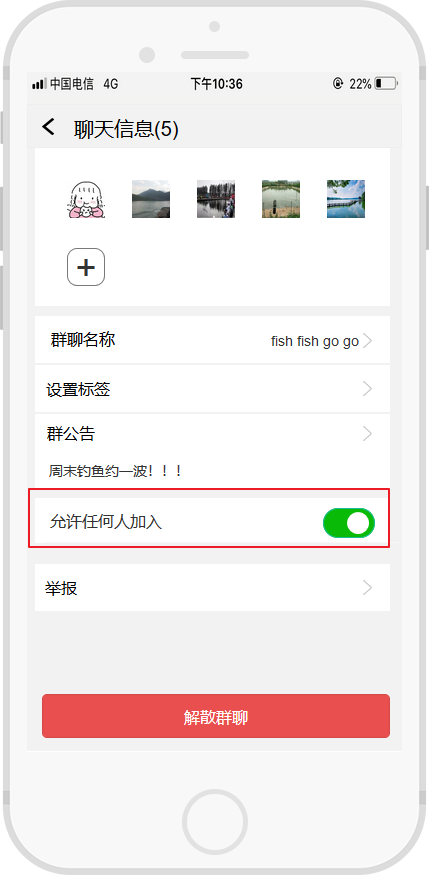 中国电信 4G 下午10:36 22%
聊天信息(5)
群聊名称 fish fish go go
设置标签
群公告
周末钓鱼约一波！！！
允许任何人加入
举报
解散群聊